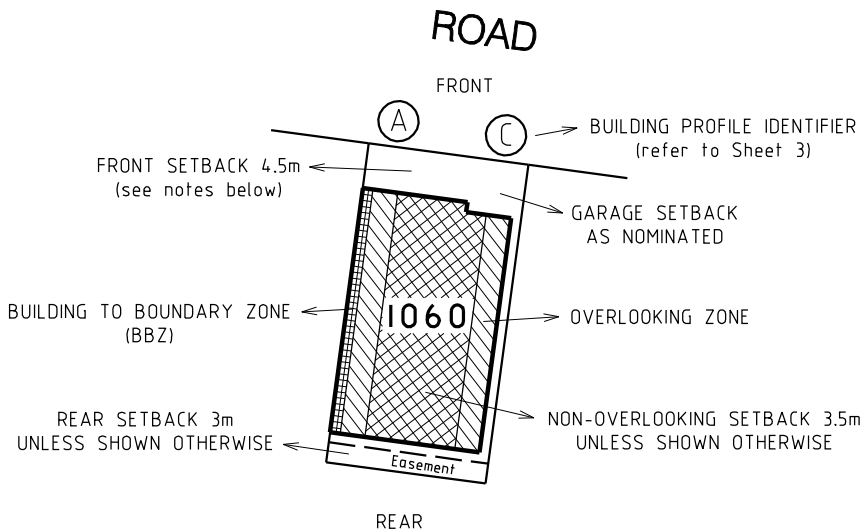 ROAD
FRONT
A
C
BUILDING PROFILE IDENTIFIER
(refer to Sheet 3)
FRONT SETBACK 4.5m
(see notes below)
GARAGE SETBACK
AS NOMINATED
1060
BUILDING TO BOUNDARY ZONE
(BBZ)
OVERLOOKING ZONE
REAR SETBACK 3m
UNLESS SHOWN OTHERWISE
NON-OVERLOOKING SETBACK 3.5m
UNLESS SHOWN OTHERWISE
Easement
REAR